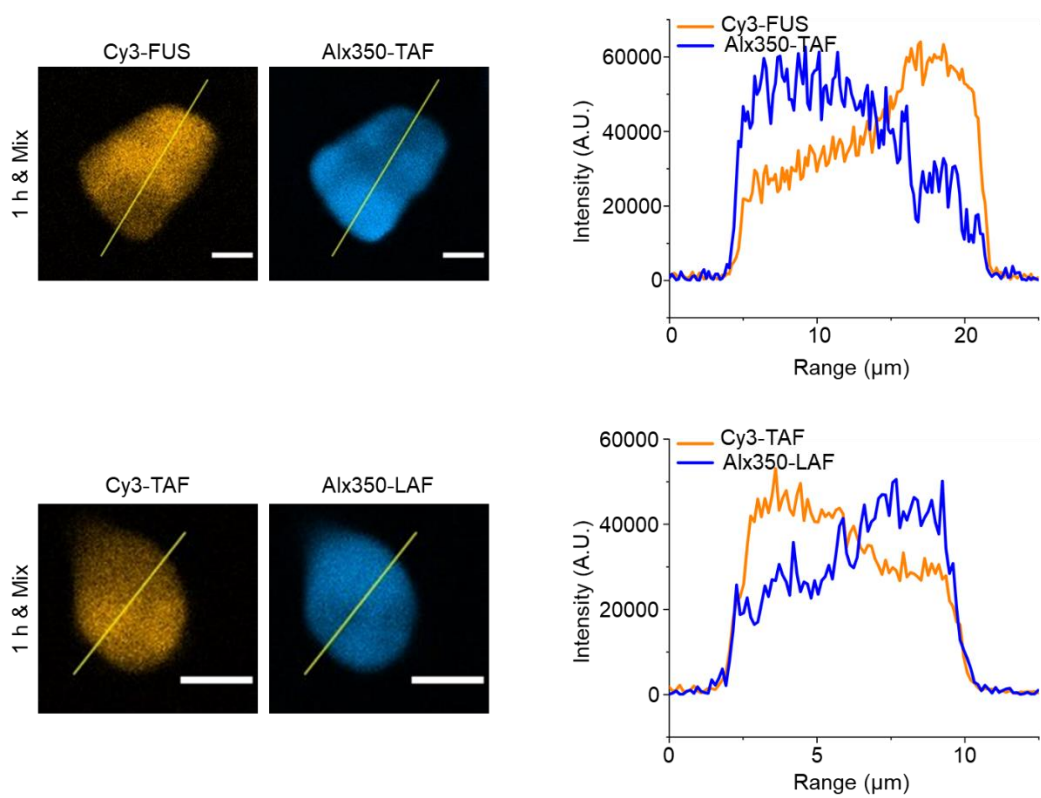 Cy3-FUS
Alx350-TAF
1 h & Mix
Cy3-FUS
Alx350-TAF
60000
40000
20000
0
Intensity (A.U.)
0
10
20
Range (μm)
Cy3-TAF
Alx350-LAF
1 h & Mix
Cy3-TAF
Alx350-LAF
60000
40000
20000
0
Intensity (A.U.)
0
5
10
Range (μm)